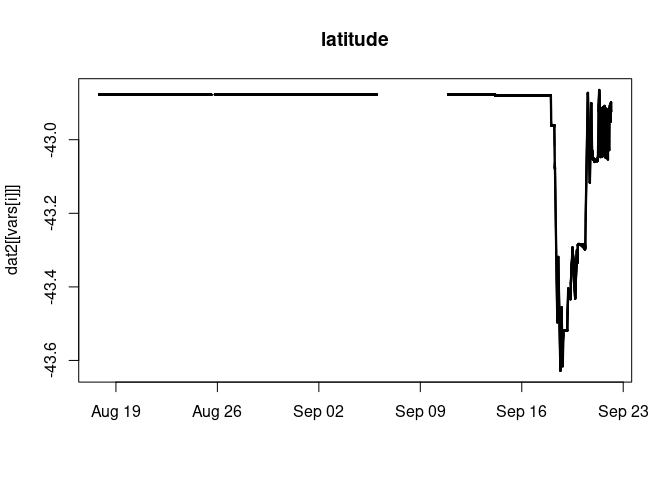 latitude
dat2[[vars[i]]]
-43.0
-43.2
-43.4
-43.6
Aug 19 Aug 26 Sep 02 Sep 09 Sep 16 Sep 23